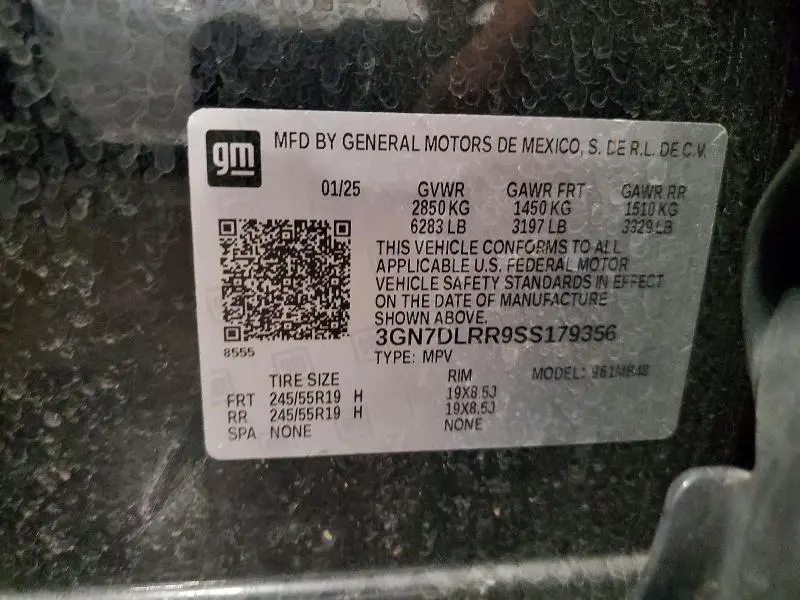 gm MFD BY GENERAL MOTORS DE MEXICO, S. DE R.L. DE C.V.
01/25 GVWR GAWR FRT GAWR RR
2850 KG 1450 KG 1510 KG
6283 LB 3197 LB 3329 LB
THIS VEHICLE CONFORMS TO ALL
APPLICABLE U.S. FEDERAL MOTOR
VEHICLE SAFETY STANDARDS IN EFFECT
ON THE DATE OF MANUFACTURE
SHOWN ABOVE.
3GN7DLRR9SS179356
8555
TYPE: MPV
TIRE SIZE RIM MODEL:
FRT 245/55R19 H 19X8.5J
RR 245/55R19 H 19X8.5J
SPA NONE NONE